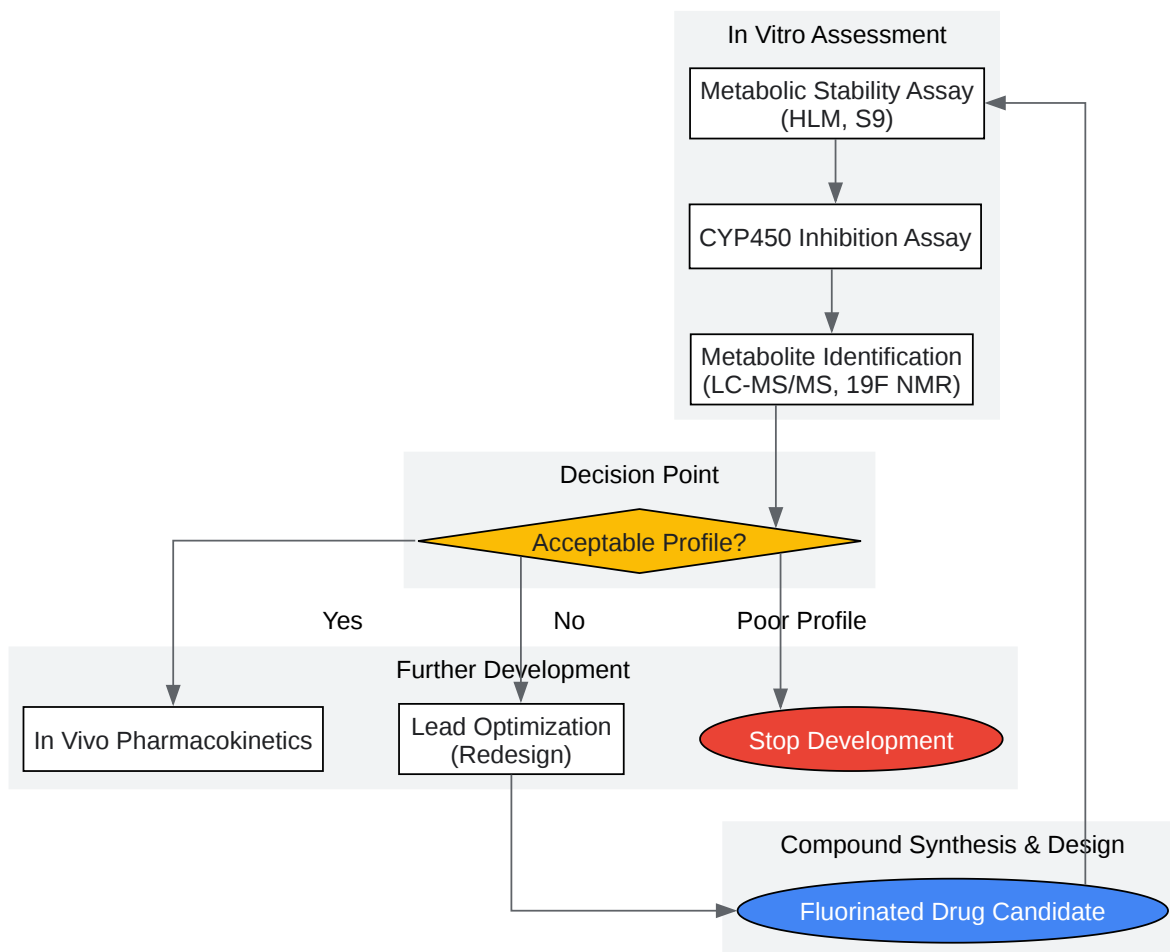 In Vitro Assessment
Metabolic Stability Assay
(HLM, S9)
CYP450 Inhibition Assay
Metabolite Identification
(LC-MS/MS, 19F NMR)
Decision Point
Acceptable Profile?
Yes
No
Poor Profile
Further Development
In Vivo Pharmacokinetics
Lead Optimization
(Redesign)
Stop Development
Compound Synthesis & Design
Fluorinated Drug Candidate